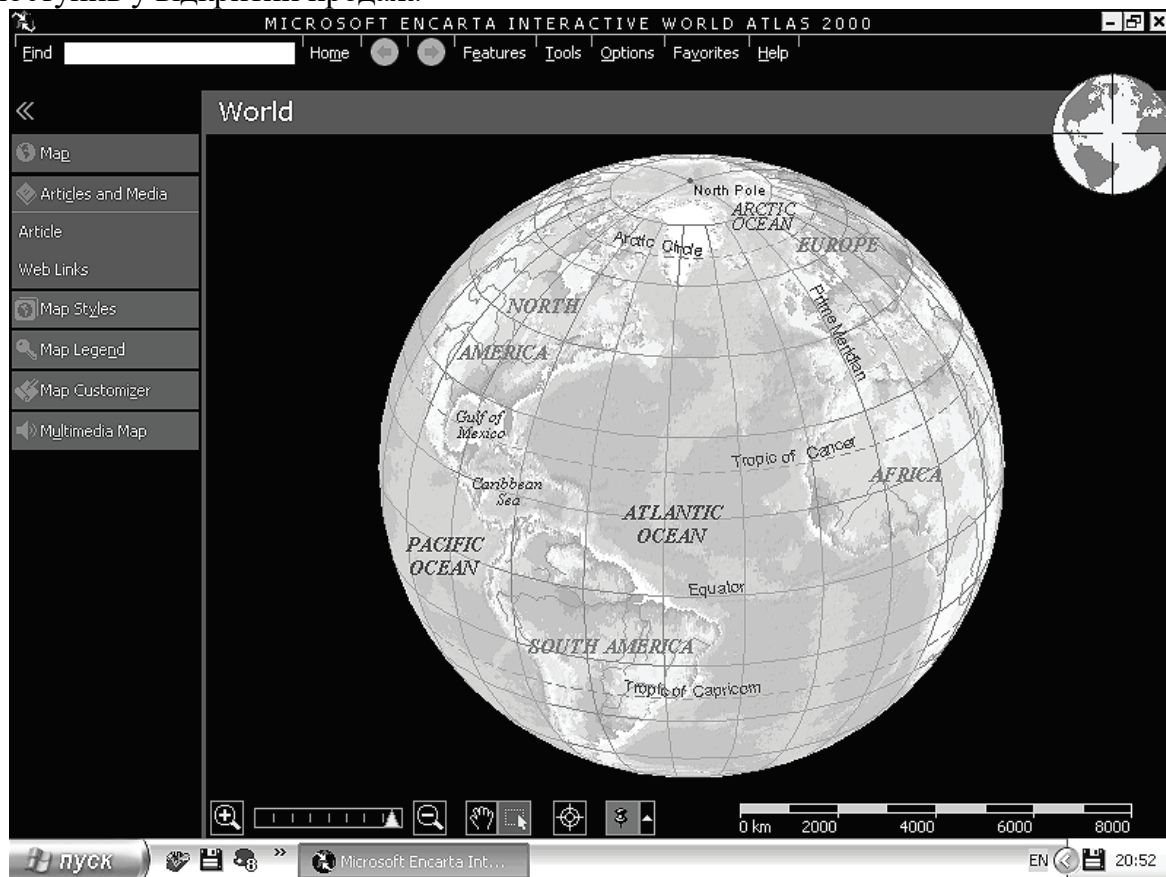 у відкритий продаж.
MICROSOFT ENCARTA INTERACTIVE WORLD ATLAS 2000
Find Home Features Tools Options Favorites Help
World
Map
Articles and Media
Article
Web Links
Map Styles
Map Legend
Map Customizer
Multimedia Map
North Pole
ARCTIC
OCEAN
Arctic Circle
EUROPE
NORTH
AMERICA
Prime Meridian
Gulf of
Mexico
Tropic of Cancer
AFRICA
Caribbean
Sea
ATLANTIC
OCEAN
PACIFIC
OCEAN
Equator
SOUTH AMERICA
Tropic of Capricorn
0 km 2000 4000 6000 8000
пуск
8
»
Microsoft Encarta Int...
EN 20:52